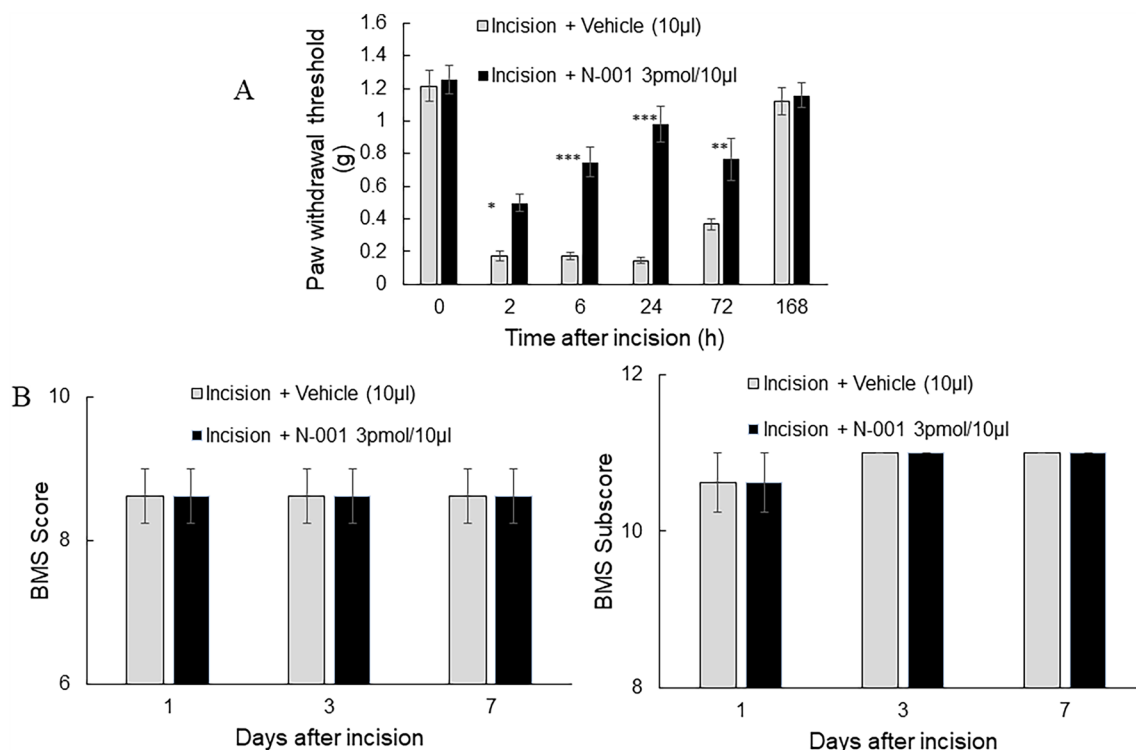 A
Paw withdrawal threshold
(g)
1.6
1.4
1.2
1
0.8
0.6
0.4
0.2
0
Incision + Vehicle (10µl)
Incision + N-001 3pmol/10µl
*
***
***
**
0 2 6 24 72 168
Time after incision (h)
B
BMS Score
10
8
6
Incision + Vehicle (10µl)
Incision + N-001 3pmol/10µl
1 3 7
Days after incision
BMS Subscore
12
10
8
Incision + Vehicle (10µl)
Incision + N-001 3pmol/10µl
1 3 7
Days after incision